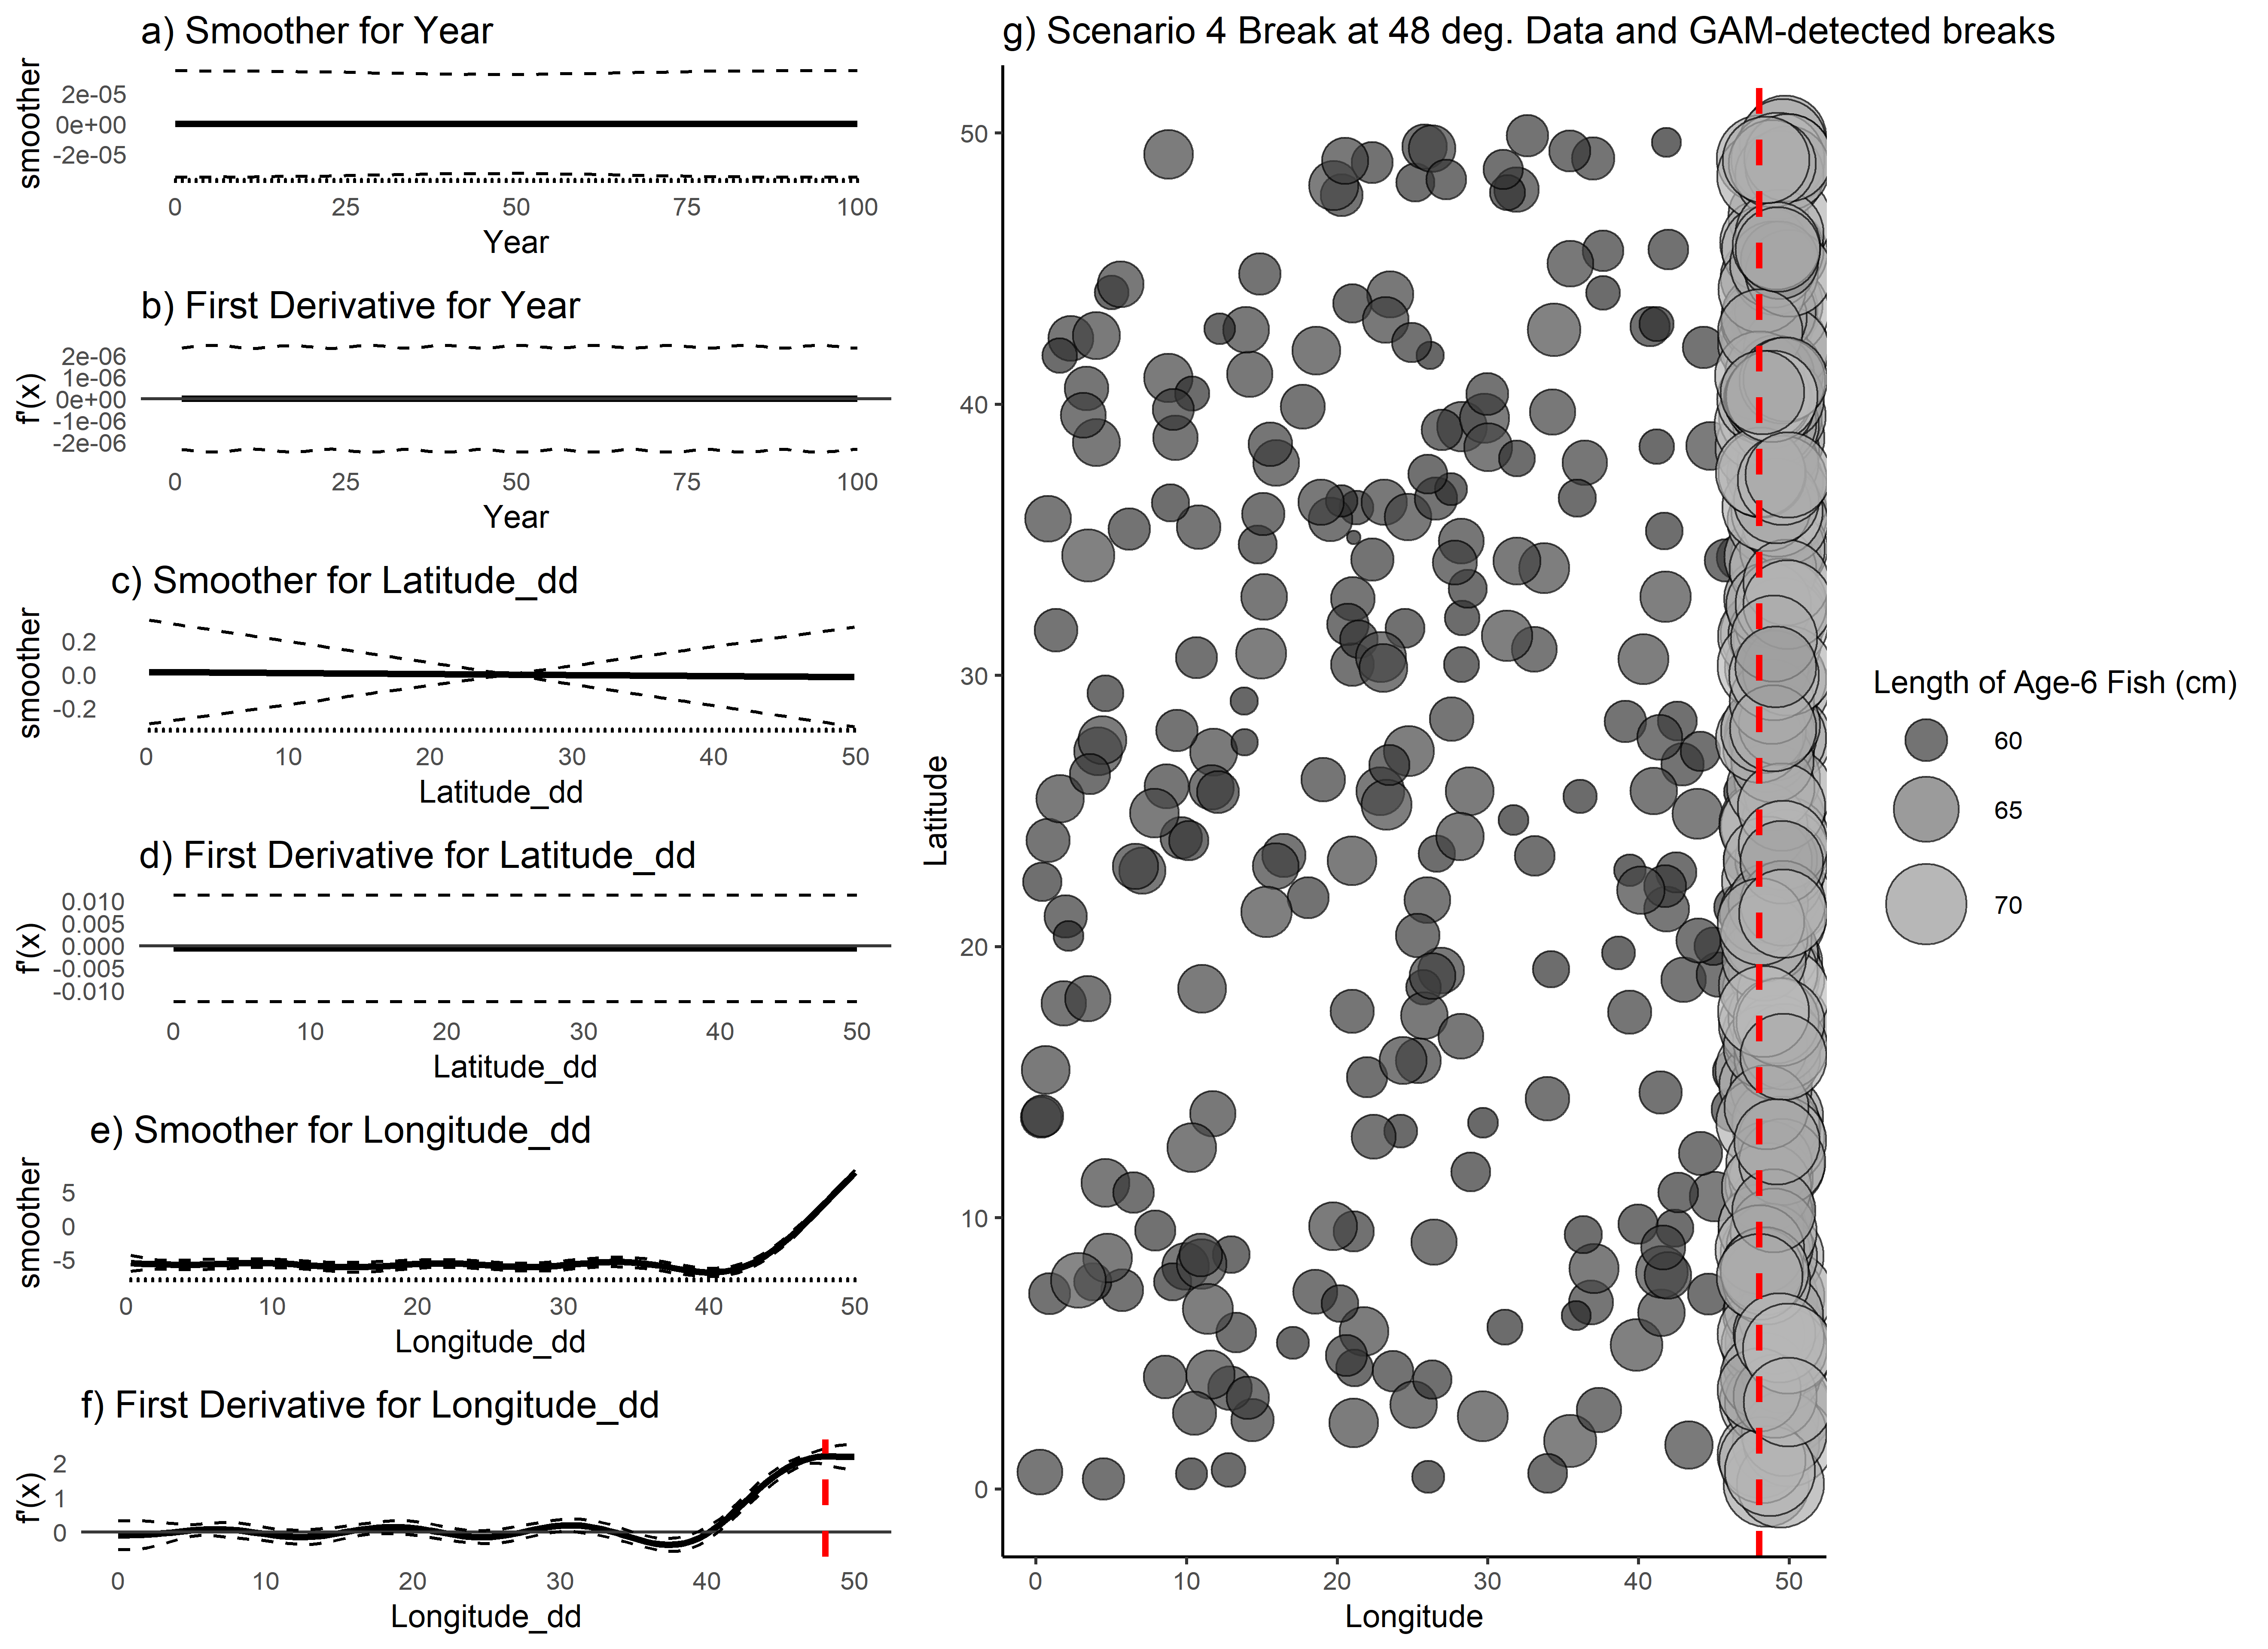 a) Smoother for Year
smoother
2e-05
0e+00
-2e-05
0 25 50 75 100
Year
b) First Derivative for Year
f'(x)
2e-06
1e-06
0e+00
-1e-06
-2e-06
0 25 50 75 100
Year
c) Smoother for Latitude_dd
smoother
0.2
0.0
-0.2
0 10 20 30 40 50
Latitude_dd
d) First Derivative for Latitude_dd
f'(x)
0.010
0.005
0.000
-0.005
-0.010
0 10 20 30 40 50
Latitude_dd
e) Smoother for Longitude_dd
smoother
5
0
-5
0 10 20 30 40 50
Longitude_dd
f) First Derivative for Longitude_dd
f'(x)
2
1
0
0 10 20 30 40 50
Longitude_dd
g) Scenario 4 Break at 48 deg. Data and GAM-detected breaks
Latitude
50
40
30
20
10
0
0 10 20 30 40 50
Longitude
Length of Age-6 Fish (cm)
60
65
70